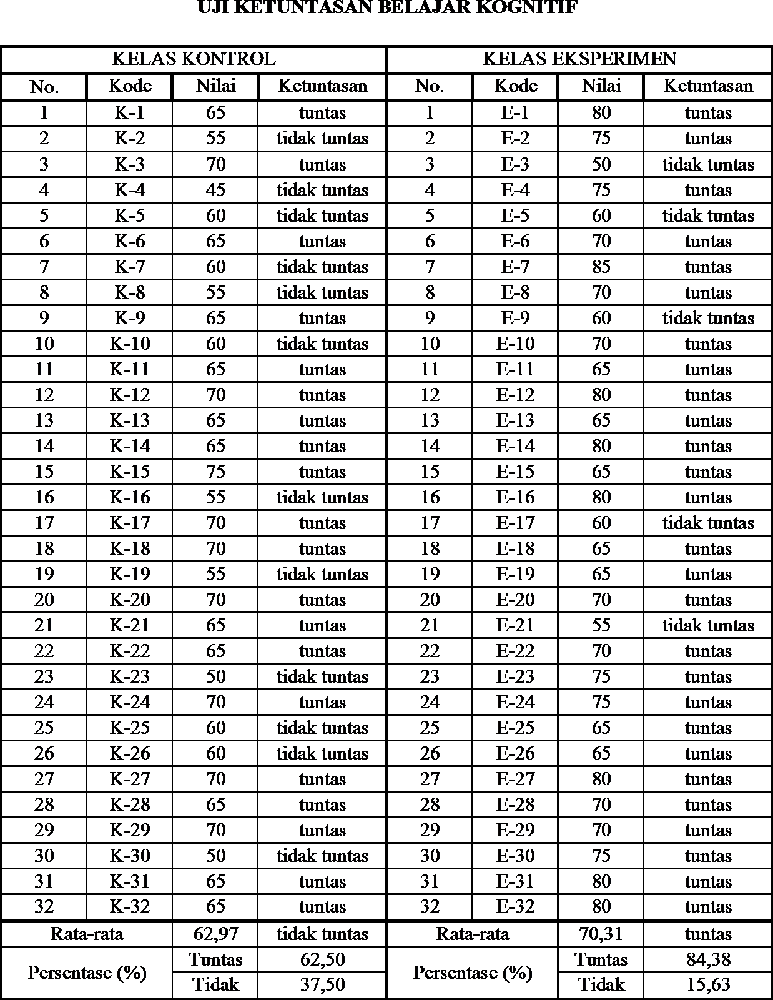 UJI KETUNTASAN BELAJAR KOGNITIF
KELAS KONTROL KELAS EKSPERIMEN
No. Kode Nilai Ketuntasan No. Kode Nilai Ketuntasan
1 K-1 65 tuntas 1 E-1 80 tuntas
2 K-2 55 tidak tuntas 2 E-2 75 tuntas
3 K-3 70 tuntas 3 E-3 50 tidak tuntas
4 K-4 45 tidak tuntas 4 E-4 75 tuntas
5 K-5 60 tidak tuntas 5 E-5 60 tidak tuntas
6 K-6 65 tuntas 6 E-6 70 tuntas
7 K-7 60 tidak tuntas 7 E-7 85 tuntas
8 K-8 55 tidak tuntas 8 E-8 70 tuntas
9 K-9 65 tuntas 9 E-9 60 tidak tuntas
10 K-10 60 tidak tuntas 10 E-10 70 tuntas
11 K-11 65 tuntas 11 E-11 65 tuntas
12 K-12 70 tuntas 12 E-12 80 tuntas
13 K-13 65 tuntas 13 E-13 65 tuntas
14 K-14 65 tuntas 14 E-14 80 tuntas
15 K-15 75 tuntas 15 E-15 65 tuntas
16 K-16 55 tidak tuntas 16 E-16 80 tuntas
17 K-17 70 tuntas 17 E-17 60 tidak tuntas
18 K-18 70 tuntas 18 E-18 65 tuntas
19 K-19 55 tidak tuntas 19 E-19 65 tuntas
20 K-20 70 tuntas 20 E-20 70 tuntas
21 K-21 65 tuntas 21 E-21 55 tidak tuntas
22 K-22 65 tuntas 22 E-22 70 tuntas
23 K-23 50 tidak tuntas 23 E-23 75 tuntas
24 K-24 70 tuntas 24 E-24 75 tuntas
25 K-25 60 tidak tuntas 25 E-25 65 tuntas
26 K-26 60 tidak tuntas 26 E-26 65 tuntas
27 K-27 70 tuntas 27 E-27 80 tuntas
28 K-28 65 tuntas 28 E-28 70 tuntas
29 K-29 70 tuntas 29 E-29 70 tuntas
30 K-30 50 tidak tuntas 30 E-30 75 tuntas
31 K-31 65 tuntas 31 E-31 80 tuntas
32 K-32 65 tuntas 32 E-32 80 tuntas
Rata-rata 62,97 tidak tuntas Rata-rata 70,31 tuntas
Persentase (%) Tuntas 62,50 Persentase (%) Tuntas 84,38
Tidak 37,50 Tidak 15,63